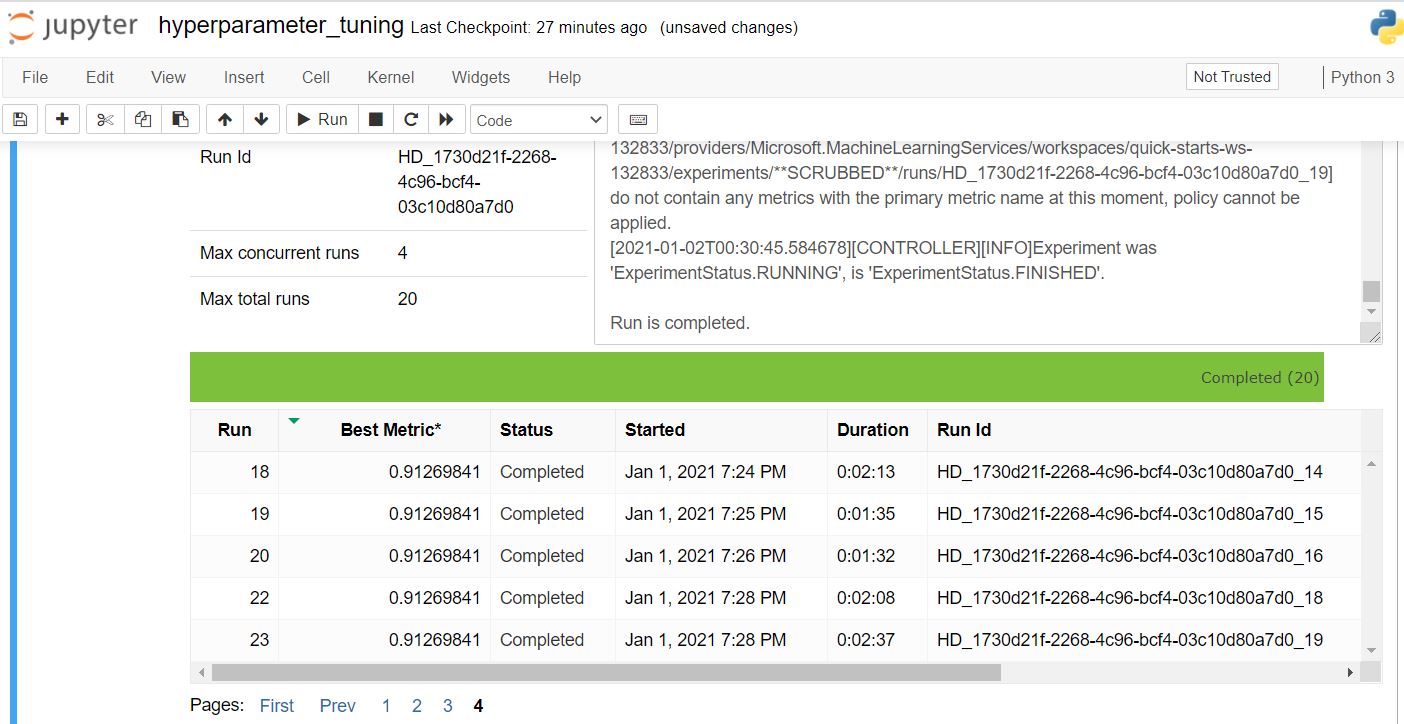 jupyter hyperparameter_tuning Last Checkpoint: 27 minutes ago (unsaved changes)
File Edit View Insert Cell Kernel Widgets Help Not Trusted Python 3
Run Code
Run Id HD_1730d21f-2268-
4c96-bcf4-
03c10d80a7d0
Max concurrent runs 4
Max total runs 20
132833/providers/Microsoft.MachineLearningServices/workspaces/quick-starts-ws-
132833/experiments/**SCRUBBED**/runs/HD_1730d21f-2268-4c96-bcf4-03c10d80a7d0_19]
do not contain any metrics with the primary metric name at this moment, policy cannot be
applied.
[2021-01-02T00:30:45.584678][CONTROLLER][INFO]Experiment was
'ExperimentStatus.RUNNING', is 'ExperimentStatus.FINISHED'.
Run is completed.
Completed (20)
Run Best Metric* Status Started Duration Run Id
18 0.91269841 Completed Jan 1, 2021 7:24 PM 0:02:13 HD_1730d21f-2268-4c96-bcf4-03c10d80a7d0_14
19 0.91269841 Completed Jan 1, 2021 7:25 PM 0:01:35 HD_1730d21f-2268-4c96-bcf4-03c10d80a7d0_15
20 0.91269841 Completed Jan 1, 2021 7:26 PM 0:01:32 HD_1730d21f-2268-4c96-bcf4-03c10d80a7d0_16
22 0.91269841 Completed Jan 1, 2021 7:28 PM 0:02:08 HD_1730d21f-2268-4c96-bcf4-03c10d80a7d0_18
23 0.91269841 Completed Jan 1, 2021 7:28 PM 0:02:37 HD_1730d21f-2268-4c96-bcf4-03c10d80a7d0_19
Pages: First Prev 1 2 3 4